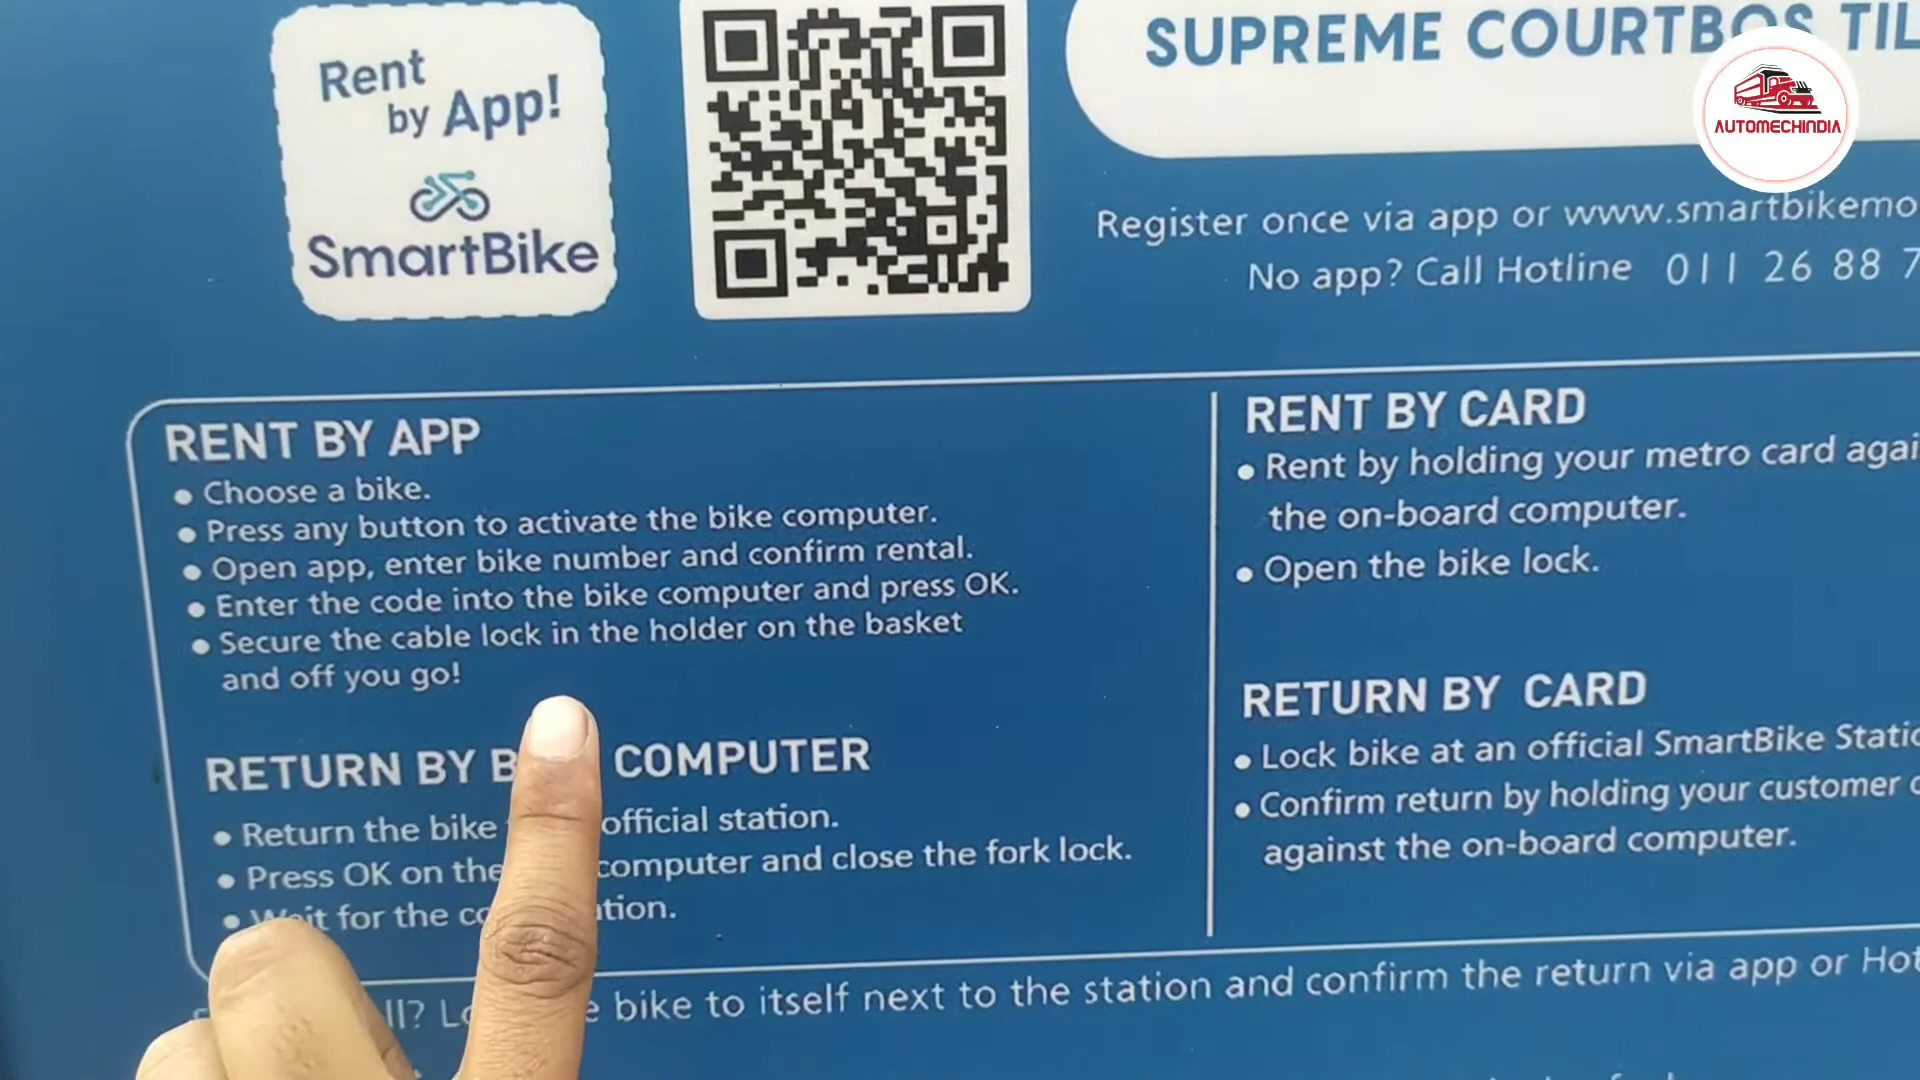 Rent
by App!
SmartBike
SUPREME COURTBOS TIL
AUTOMECHINDIA
Register once via app or www.smartbikemo
No app? Call Hotline 011 26 88 7
RENT BY APP
• Choose a bike.
• Press any button to activate the bike computer.
• Open app, enter bike number and confirm rental.
• Enter the code into the bike computer and press OK.
• Secure the cable lock in the holder on the basket
and off you go!
RETURN BY B COMPUTER
• Return the bike official station.
• Press OK on the computer and close the fork lock.
• Wait for the co tion.
RENT BY CARD
• Rent by holding your metro card agai
the on-board computer.
• Open the bike lock.
RETURN BY CARD
• Lock bike at an official SmartBike Static
• Confirm return by holding your customer c
against the on-board computer.
ll? Lo e bike to itself next to the station and confirm the return via app or Hot